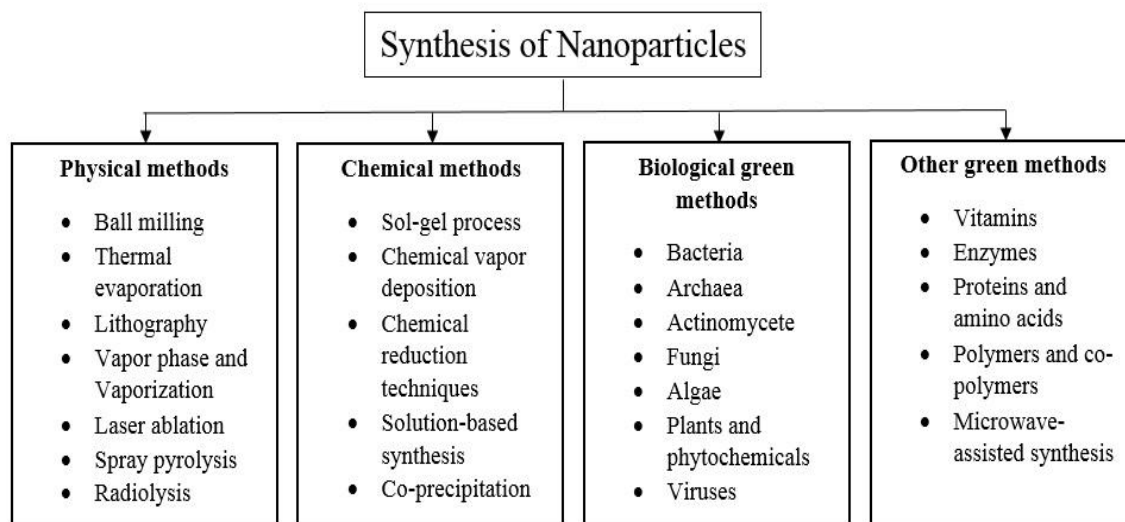 Synthesis of Nanoparticles
Physical methods
• Ball milling
• Thermal
evaporation
• Lithography
• Vapor phase and
Vaporization
• Laser ablation
• Spray pyrolysis
• Radiolysis
Chemical methods
• Sol-gel process
• Chemical vapor
deposition
• Chemical
reduction
techniques
• Solution-based
synthesis
• Co-precipitation
Biological green
methods
• Bacteria
• Archaea
• Actinomycete
• Fungi
• Algae
• Plants and
phytochemicals
• Viruses
Other green methods
• Vitamins
• Enzymes
• Proteins and
amino acids
• Polymers and co-
polymers
• Microwave-
assisted synthesis